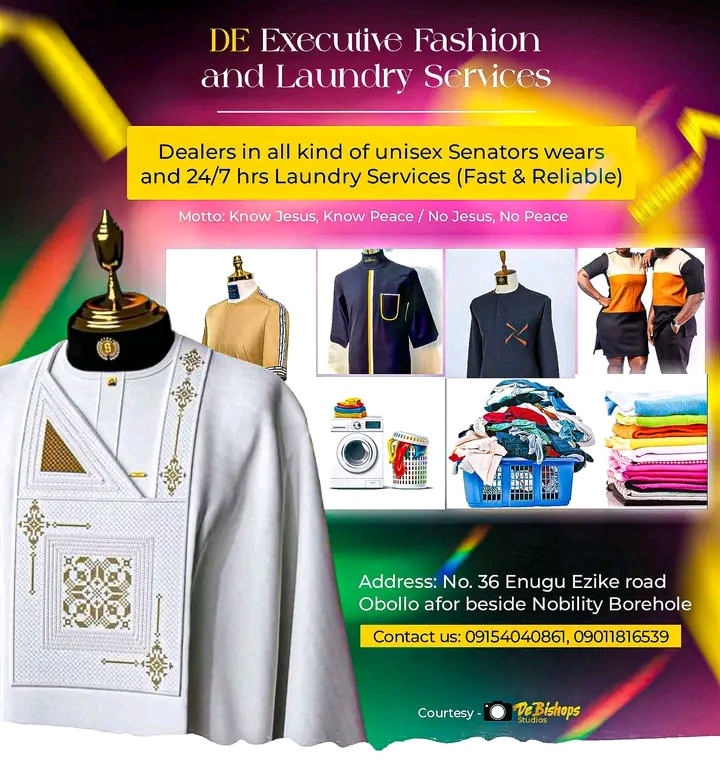 DE Executive Fashion
and Laundry Services
Dealers in all kind of unisex Senators wears
and 24/7 hrs Laundry Services (Fast & Reliable)
Motto: Know Jesus, Know Peace / No Jesus, No Peace
Address: No. 36 Enugu Ezike road
Obollo afor beside Nobility Borehole
Contact us: 09154040861, 09011816539
Courtesy - De.Bishops
Studios